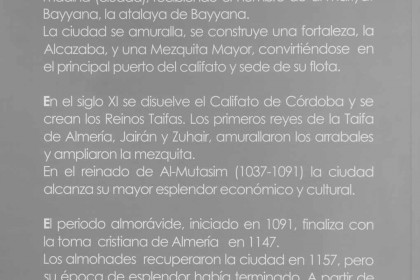 madina (ciudad), recibiendo el nombre de al-Mariyat
Bayyana, la atalaya de Bayyana.
La ciudad se amuralla, se construye una fortaleza, la
Alcazaba, y una Mezquita Mayor, convirtiéndose en
el principal puerto del califato y sede de su flota.
En el siglo XI se disuelve el Califato de Córdoba y se
crean los Reinos Taifas. Los primeros reyes de la Taifa
de Almería, Jairán y Zuhair, amurallaron los arrabales
y ampliaron la mezquita.
En el reinado de Al-Mutasim (1037-1091) la ciudad
alcanza su mayor esplendor económico y cultural.
El periodo almorávide, iniciado en 1091, finaliza con
la toma cristiana de Almería en 1147.
Los almohades recuperaron la ciudad en 1157, pero
su época de esplendor había terminado. A partir de